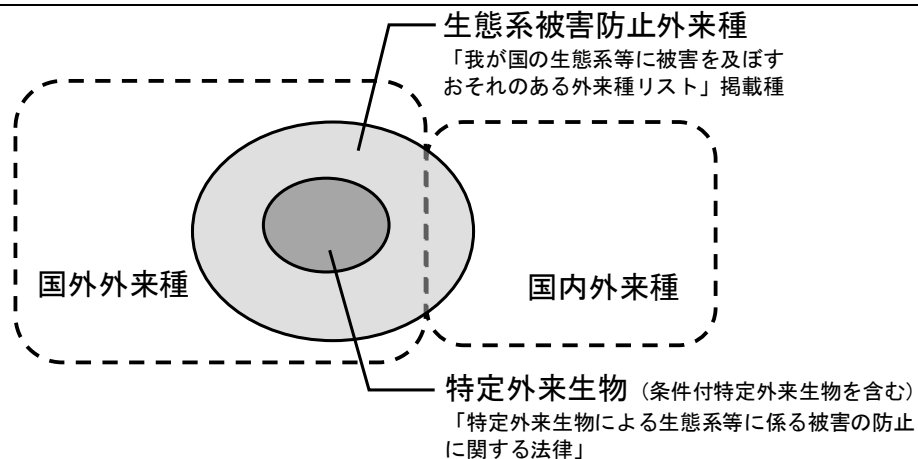 生態系被害防止外来種
「我が国の生態系等に被害を及ぼす
おそれのある外来種リスト」掲載種
国外外来種
国内外来種
特定外来生物（条件付特定外来生物を含む）
「特定外来生物による生態系等に係る被害の防止
に関する法律」